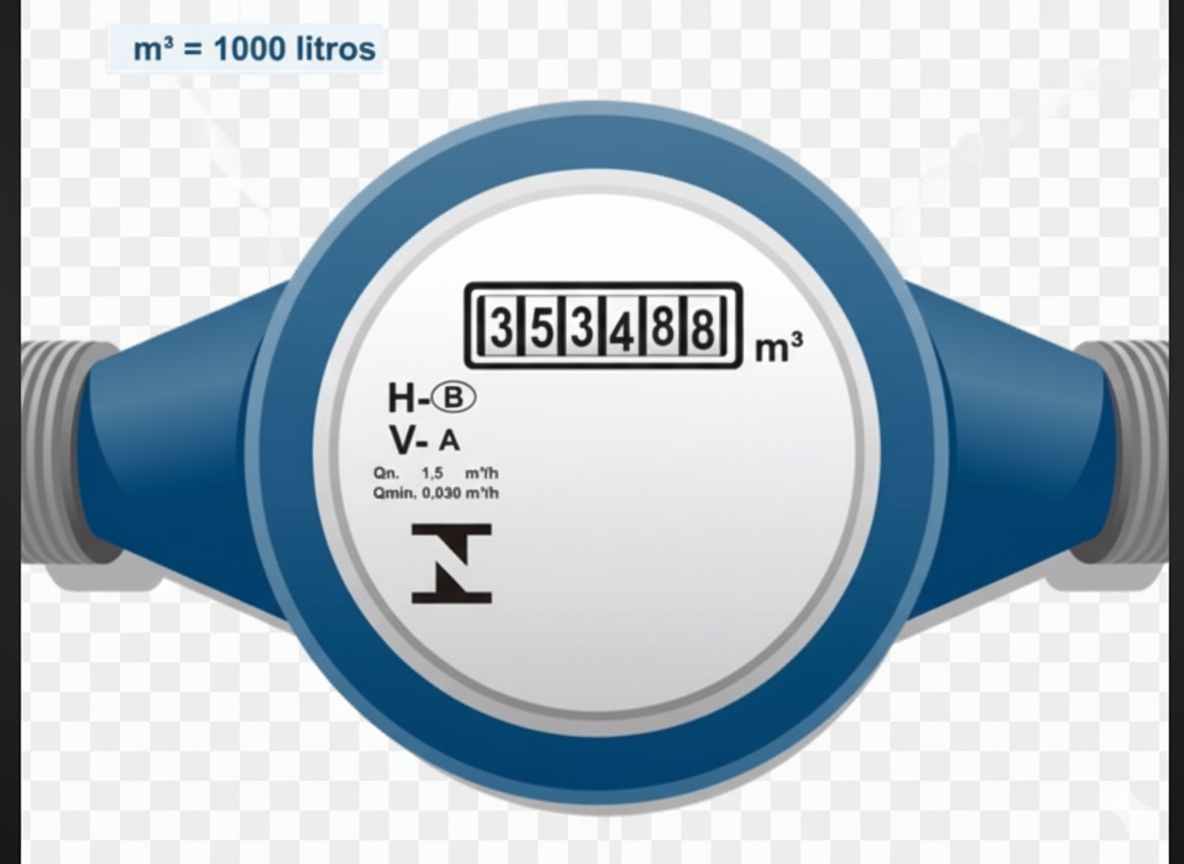 m³ = 1000 litros
353488 m³
H-B
V- A
Qn. 1,5 m³/h
Qmin. 0,030 m³/h